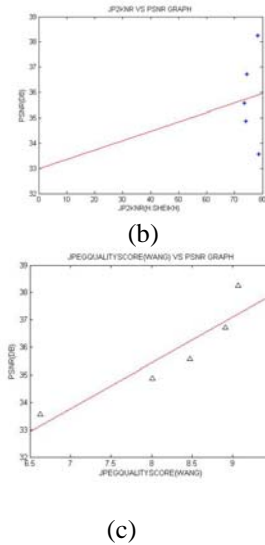 JP2KNR VS PSNR GRAPH
39
38
37
36
35
34
33
32
PSNR(DB)
0 10 20 30 40 50 60 70 80
JP2KNR(H.SHEIKH)
(b)
JPEGQUALITYSCORE(WANG) VS PSNR GRAPH
39
38
37
36
35
34
33
32
PSNR(DB)
6.5 7 7.5 8 8.5 9
JPEGQUALITYSCORE(WANG)
(c)